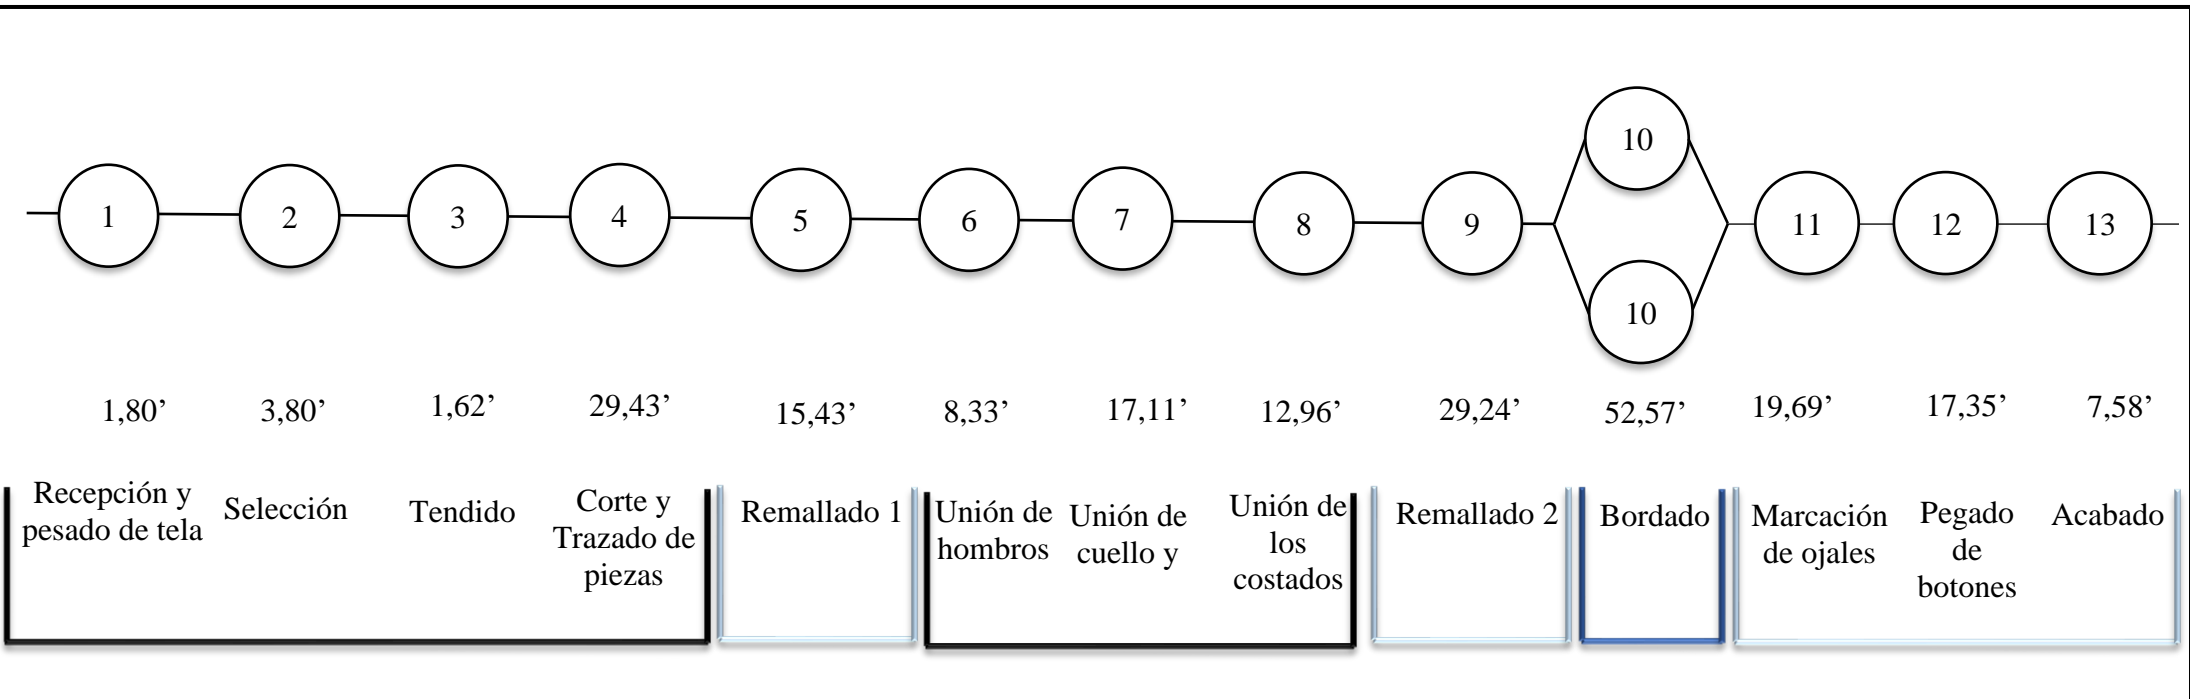 10
1
2
3
4
5
6
7
8
9
11
12
13
10
1,80’
3,80’
1,62’
29,43’
15,43’
8,33’
17,11’
12,96’
29,24’
52,57’
19,69’
17,35’
7,58’
Recepción y
pesado de tela
Selección
Tendido
Corte y
Trazado de
piezas
Remallado 1
Unión de
hombros
Unión de
cuello y
Unión de
los
costados
Remallado 2
Bordado
Marcación
de ojales
Pegado
de
botones
Acabado